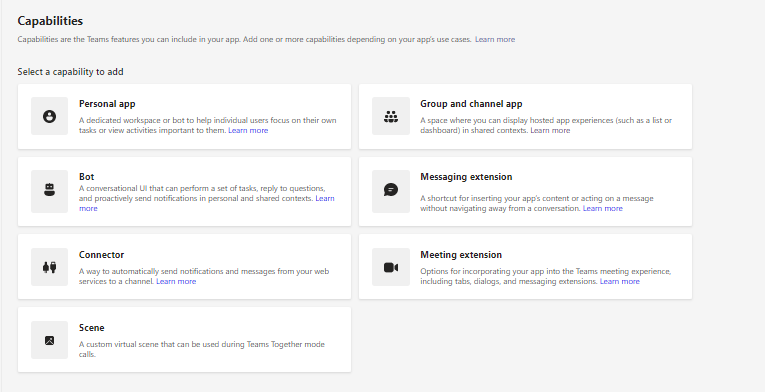 Capabilities
Capabilities are the Teams features you can include in your app. Add one or more capabilities depending on your app's use cases. Learn more
Select a capability to add
Personal app
A dedicated workspace or bot to help individual users focus on their own
tasks or view activities important to them. Learn more
Group and channel app
A space where you can display hosted app experiences (such as a list or
dashboard) in shared contexts. Learn more
Bot
A conversational UI that can perform a set of tasks, reply to questions,
and proactively send notifications in personal and shared contexts. Learn
more
Messaging extension
A shortcut for inserting your app's content or acting on a message
without navigating away from a conversation. Learn more
Connector
A way to automatically send notifications and messages from your web
services to a channel. Learn more
Meeting extension
Options for incorporating your app into the Teams meeting experience,
including tabs, dialogs, and messaging extensions. Learn more
Scene
A custom virtual scene that can be used during Teams Together mode
calls.